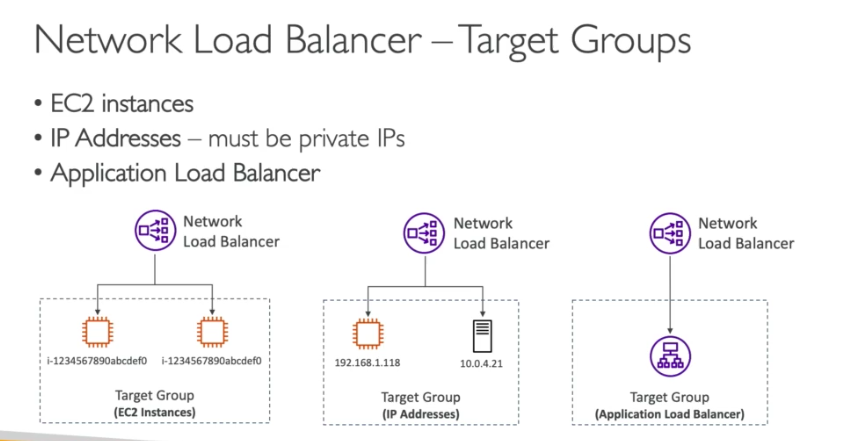 Network Load Balancer – Target Groups
• EC2 instances
• IP Addresses – must be private IPs
• Application Load Balancer
Network
Load Balancer
Network
Load Balancer
Network
Load Balancer
i-1234567890abcdef0
i-1234567890abcdef0
192.168.1.118
10.0.4.21
Target Group
(EC2 Instances)
Target Group
(IP Addresses)
Target Group
(Application Load Balancer)